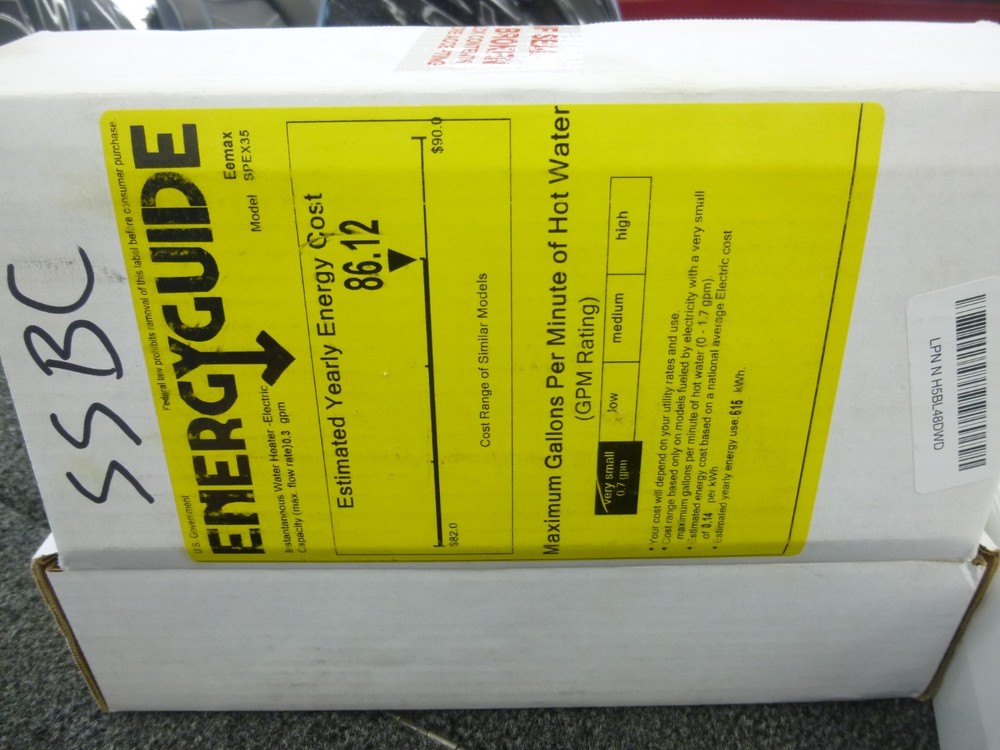 SSBC
IF SEAL
BROKEN
U.S. Government
Federal law prohibits removal of this label before consumer purchase.
ENERGYGUIDE
Instantaneous Water Heater -Electric
Capacity (max. flow rate)0.3 gpm
Eemax
Model SPEX35
Estimated Yearly Energy Cost
86.12
$82.0
$90.0
Cost Range of Similar Models
Maximum Gallons Per Minute of Hot Water
(GPM Rating)
very small
0.7 gpm
low
medium
high
• Your cost will depend on your utility rates and use.
• Cost range based only on models fueled by electricity with a very small
maximum gallons per minute of hot water (0 - 1.7 gpm).
• Estimated energy cost based on a national average Electric cost
of 0.14 per kWh
• Estimated yearly energy use: 615 kWh.
LPN N H5BL48DWD